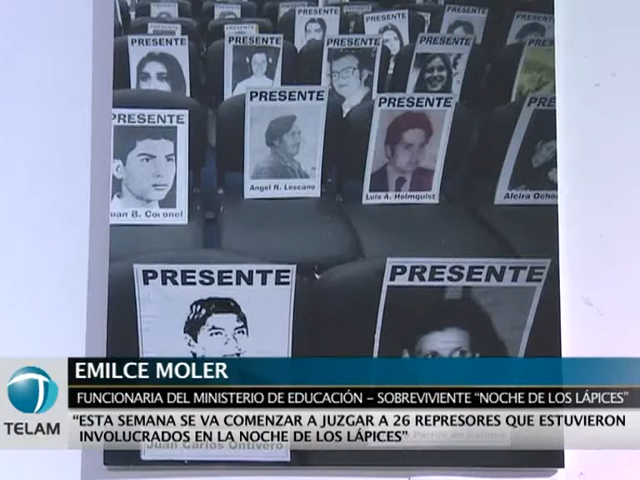 PRESENTE
PRESENTE
PRESENTE
PRESENTE
PRESENTE
PRESENTE
PRESENTE
PRESENTE
PRESENTE
PRESENTE
Angel R. Lescano
Luis A. Holmquist
Alcira Ochoa
Juan B. Coronel
PRESENTE
PRESENTE
EMILCE MOLER
FUNCIONARIA DEL MINISTERIO DE EDUCACIÓN – SOBREVIVIENTE “NOCHE DE LOS LÁPICES”
TELAM
“ESTA SEMANA SE VA COMENZAR A JUZGAR A 26 REPRESORES QUE ESTUVIERON
INVOLUCRADOS EN LA NOCHE DE LOS LÁPICES”
Juan Carlos Ontivero